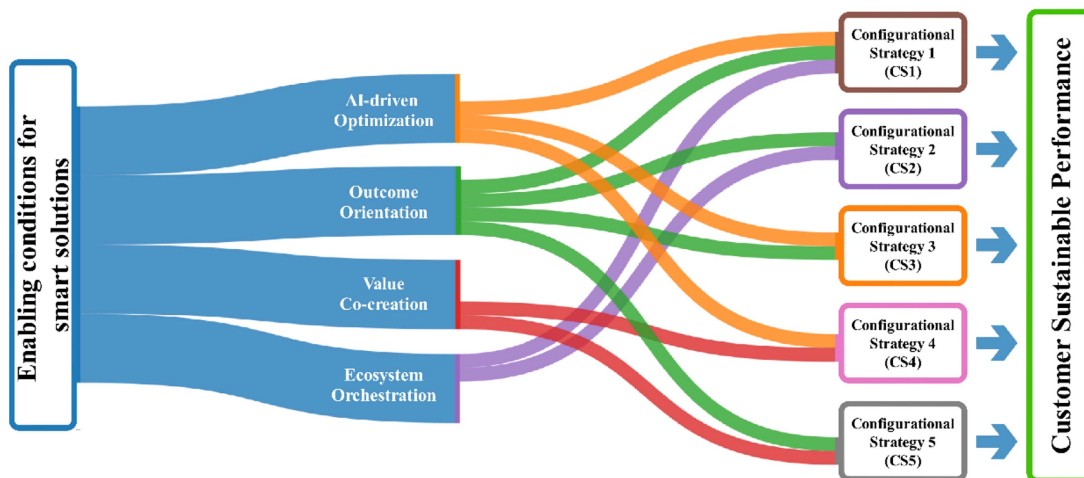 Enabling conditions for
smart solutions
AI-driven
Optimization
Outcome
Orientation
Value
Co-creation
Ecosystem
Orchestration
Configurational
Strategy 1
(CS1)
Configurational
Strategy 2
(CS2)
Configurational
Strategy 3
(CS3)
Configurational
Strategy 4
(CS4)
Configurational
Strategy 5
(CS5)
Customer Sustainable Performance